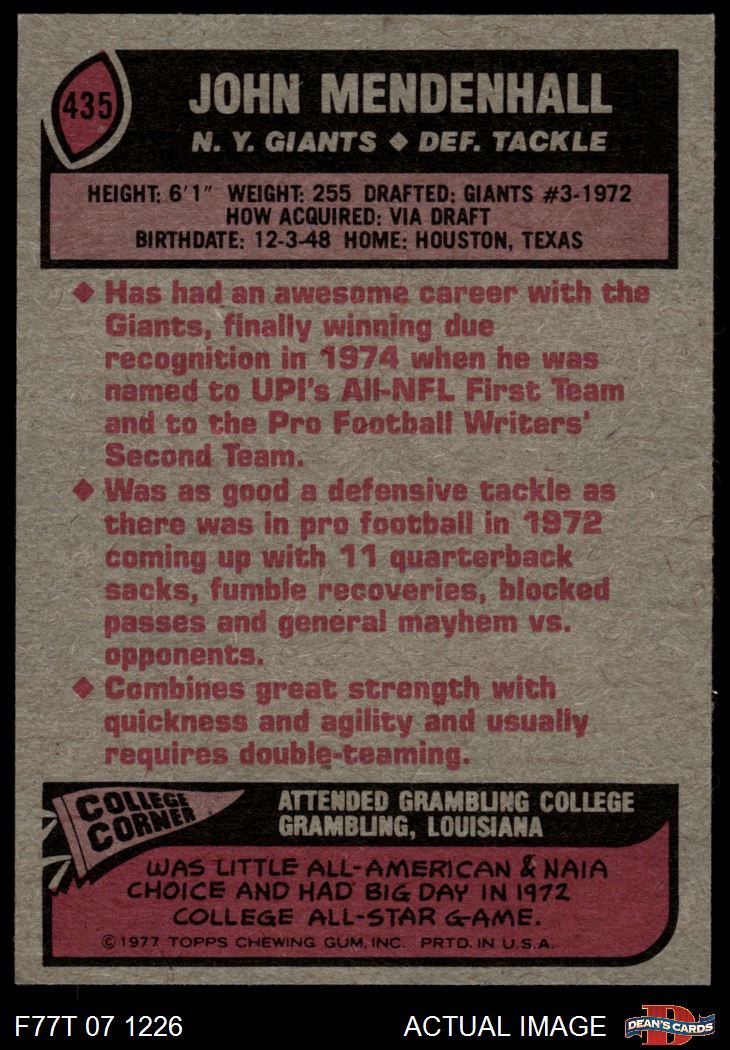 435
JOHN MENDENHALL
N. Y. GIANTS ◆ DEF. TACKLE
HEIGHT: 6'1" WEIGHT: 255 DRAFTED: GIANTS #3-1972
HOW ACQUIRED: VIA DRAFT
BIRTHDATE: 12-3-48 HOME: HOUSTON, TEXAS
◆ Has had an awesome career with the
Giants, finally winning due
recognition in 1974 when he was
named to UPI's All-NFL First Team
and to the Pro Football Writers'
Second Team.
◆ Was as good a defensive tackle as
there was in pro football in 1972
coming up with 11 quarterback
sacks, fumble recoveries, blocked
passes and general mayhem vs.
opponents.
◆ Combines great strength with
quickness and agility and usually
requires double-teaming.
COLLEGE
CORNER
ATTENDED GRAMBLING COLLEGE
GRAMBLING, LOUISIANA
WAS LITTLE ALL-AMERICAN & NAIA
CHOICE AND HAD BIG DAY IN 1972
COLLEGE ALL-STAR GAME.
© 1977 TOPPS CHEWING GUM, INC. PRTD. IN U.S.A.
F77T 07 1226
ACTUAL IMAGE
D
DEAN'S CARDS